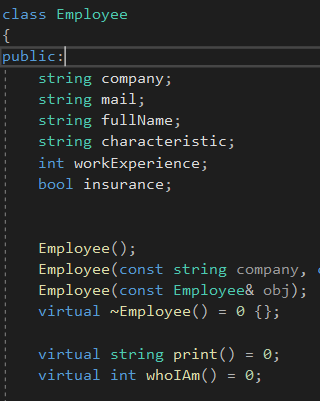 class Employee
{
public:
string company;
string mail;
string fullName;
string characteristic;
int workExperience;
bool insurance;
Employee();
Employee(const string company,
Employee(const Employee& obj);
virtual ~Employee() = 0 {};
virtual string print() = 0;
virtual int whoIAm() = 0;